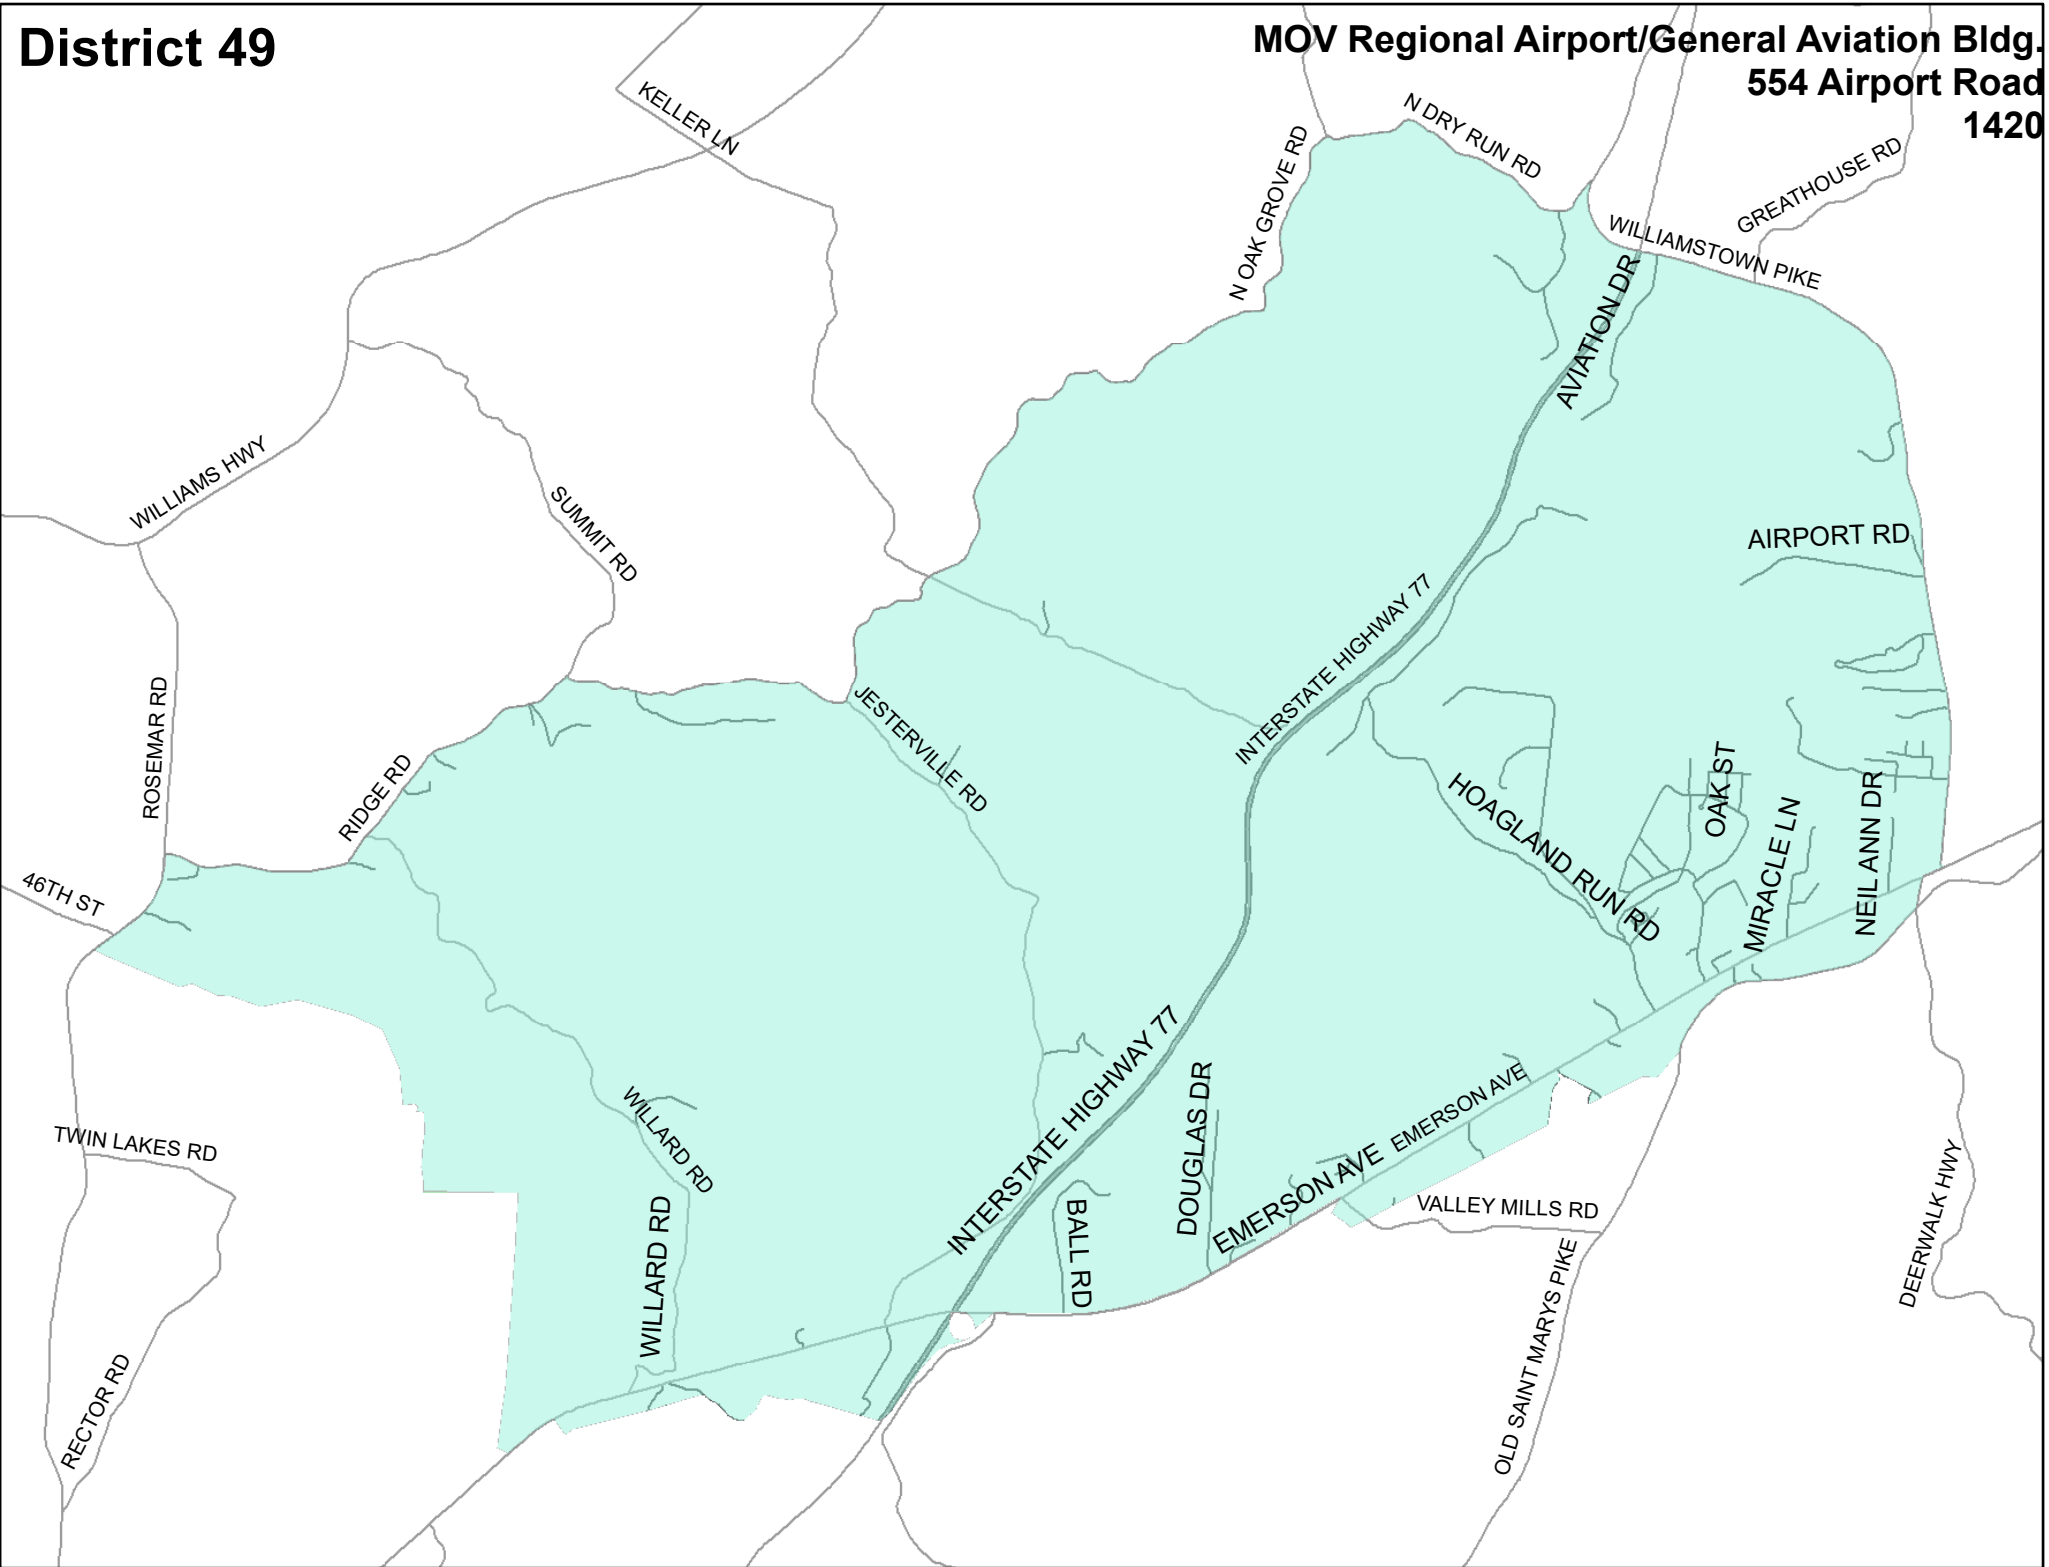 District 49
MOV Regional Airport/General Aviation Bldg.
554 Airport Road
1420
KELLER LN
N DRY RUN RD
N OAK GROVE RD
GREATHOUSE RD
WILLIAMSTOWN PIKE
AVIATION DR
WILLIAMS HWY
SUMMIT RD
AIRPORT RD
INTERSTATE HIGHWAY 77
ROSEMAR RD
RIDGE RD
JESTERVILLE RD
HOAGLAND RUN RD
OAK ST
MIRACLE LN
NEIL ANN DR
46TH ST
INTERSTATE HIGHWAY 77
WILLARD RD
DOUGLAS DR
EMERSON AVE
EMERSON AVE
TWIN LAKES RD
WILLARD RD
BALL RD
VALLEY MILLS RD
OLD SAINT MARYS PIKE
DEERWALK HWY
RECTOR RD